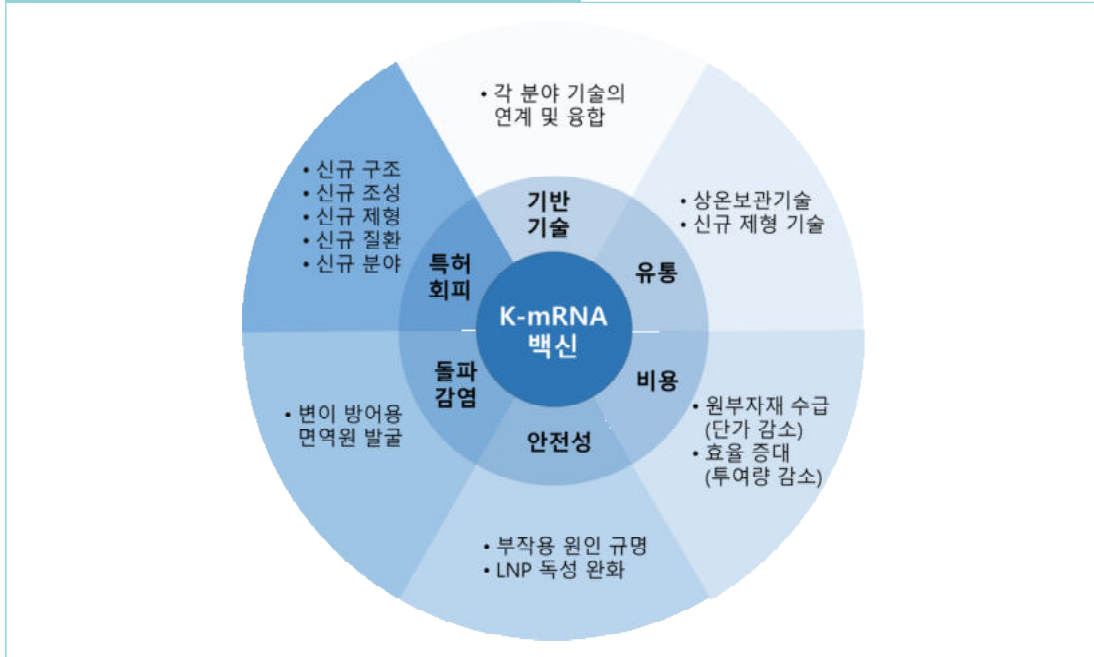 • 각 분야 기술의
연계 및 융합
기반
기술
• 상온보관기술
• 신규 제형 기술
유통
• 원부자재 수급
(단가 감소)
• 효율 증대
(투여량 감소)
비용
• 부작용 원인 규명
• LNP 독성 완화
안전성
• 변이 방어용
면역원 발굴
돌파
감염
• 신규 구조
• 신규 조성
• 신규 제형
• 신규 질환
• 신규 분야
특허
회피
K-mRNA
백신